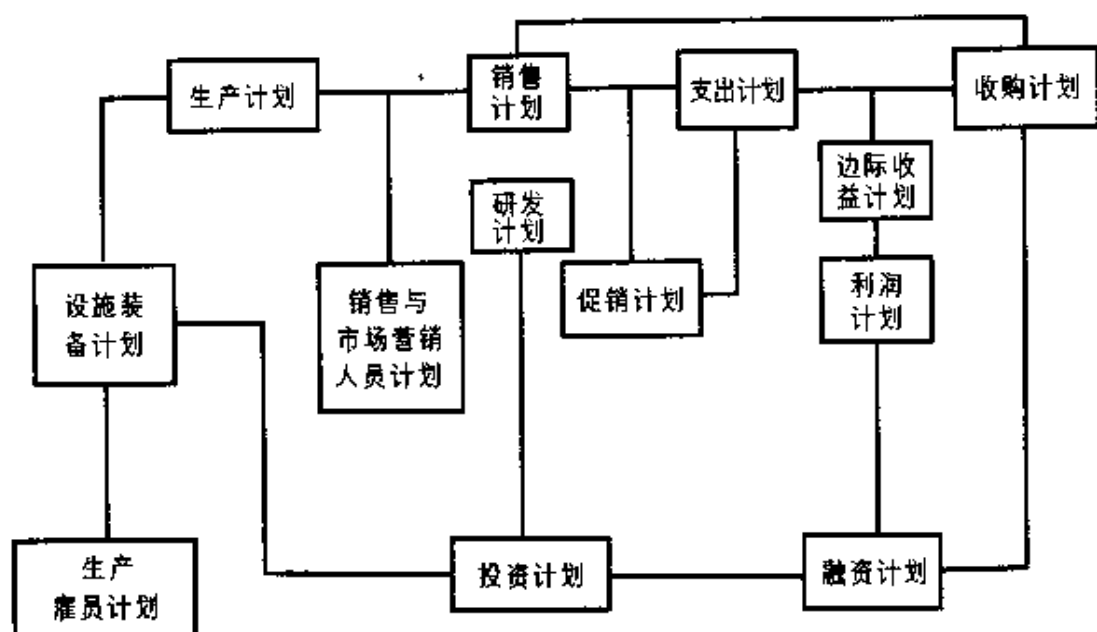 生产计划
销售
计划
支出计划
收购计划
边际收
益计划
研发
计划
设施装
备计划
销售与
市场营销
人员计划
促销计划
利润
计划
生产
雇员计划
投资计划
融资计划